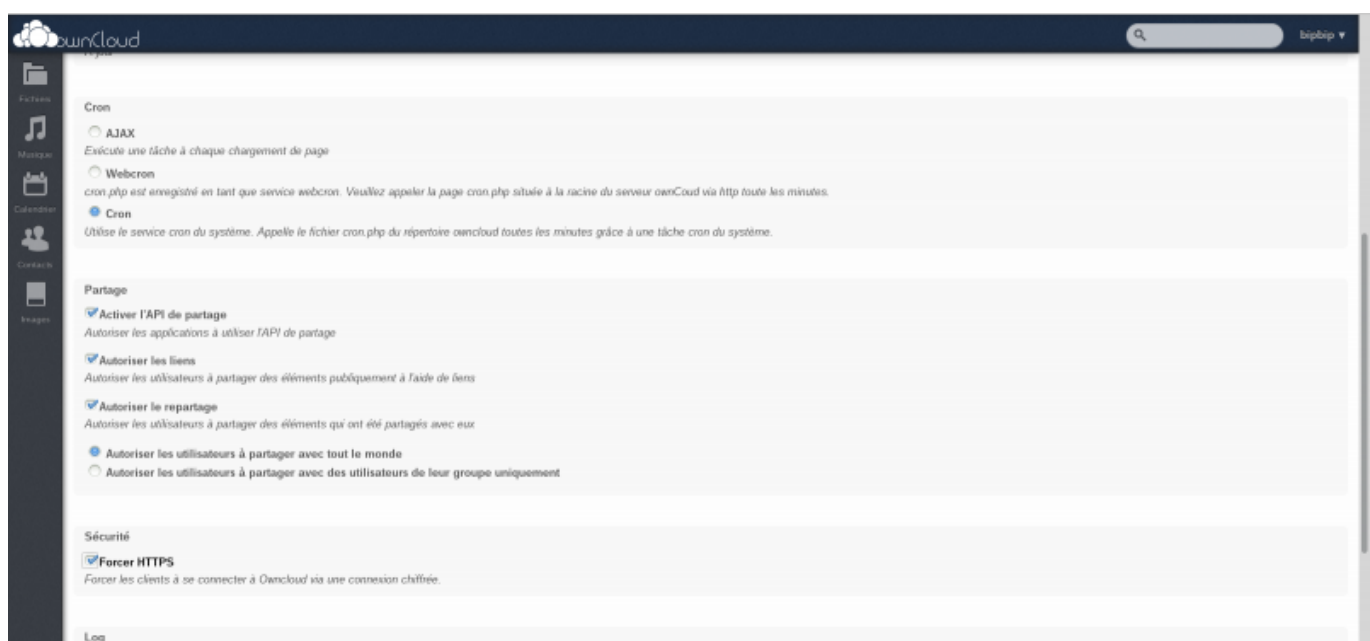 ownCloud
bipbip ▾
Fichiers
Musique
Calendrier
Contacts
Images
Cron
AJAX
Exécute une tâche à chaque chargement de page
Webcron
cron.php est enregistré en tant que service webcron. Veuillez appeler la page cron.php située à la racine du serveur ownCoud via http toute les minutes.
Cron
Utilise le service cron du système. Appelle le fichier cron.php du répertoire owncloud toutes les minutes grâce à une tâche cron du système.
Partage
Activer l'API de partage
Autoriser les applications à utiliser l'API de partage
Autoriser les liens
Autoriser les utilisateurs à partager des éléments publiquement à l'aide de liens
Autoriser le repartage
Autoriser les utilisateurs à partager des éléments qui ont été partagés avec eux
Autoriser les utilisateurs à partager avec tout le monde
Autoriser les utilisateurs à partager avec des utilisateurs de leur groupe uniquement
Sécurité
Forcer HTTPS
Forcer les clients à se connecter à Owncloud via une connexion chiffrée.
Log